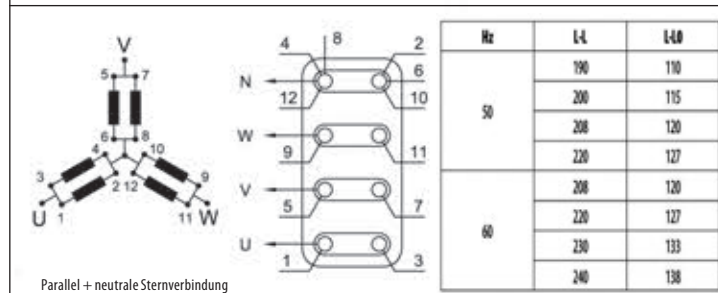 V
5 7
6 8
4 10
3 2 12 9
U 1 11 W
4 8 2
N 6
12 10
W
9 11
V
5 7
U
1 3
Parallel + neutrale Sternverbindung
Hz L-L L-L0
50 190 110
200 115
208 120
220 127
60 208 120
220 127
230 133
240 138